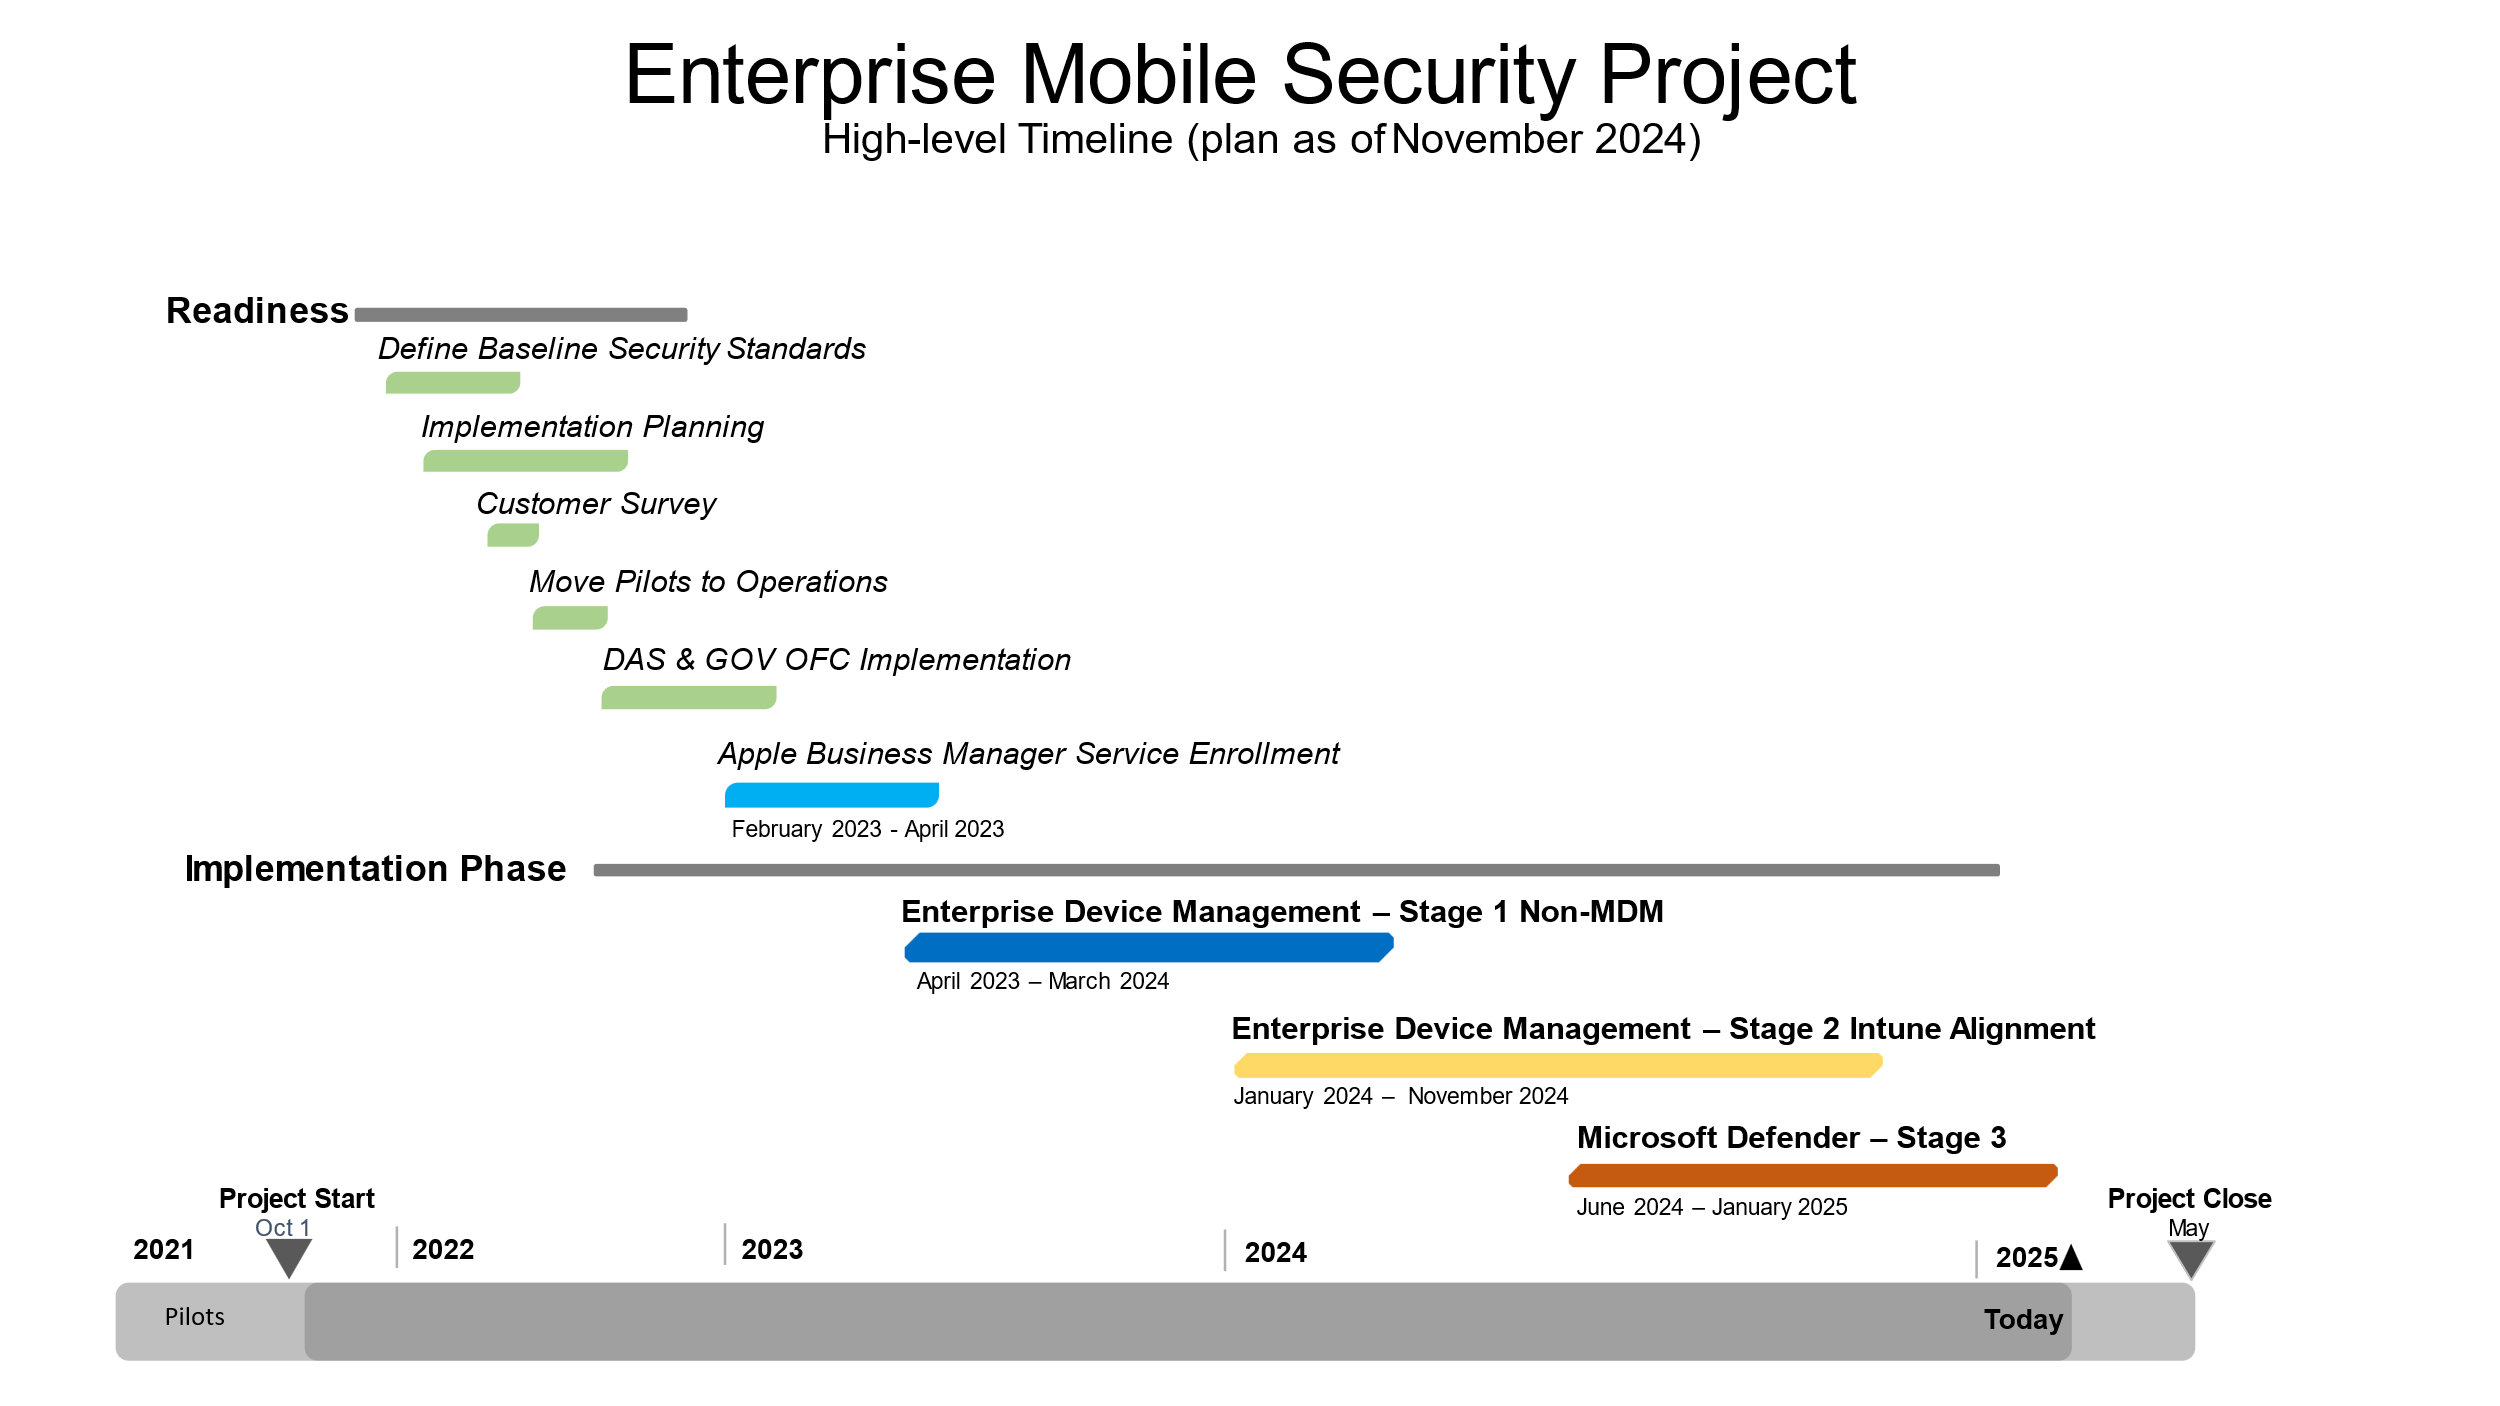 Enterprise Mobile Security Project
High-level Timeline (plan as of November 2024)
Readiness
Define Baseline Security Standards
Implementation Planning
Customer Survey
Move Pilots to Operations
DAS & GOV OFC Implementation
Apple Business Manager Service Enrollment
February 2023 - April 2023
Implementation Phase
Enterprise Device Management – Stage 1 Non-MDM
April 2023 – March 2024
Enterprise Device Management – Stage 2 Intune Alignment
January 2024 – November 2024
Microsoft Defender – Stage 3
June 2024 – January 2025
Project Start
Oct 1
Project Close
May
2021
2022
2023
2024
2025
Pilots
Today